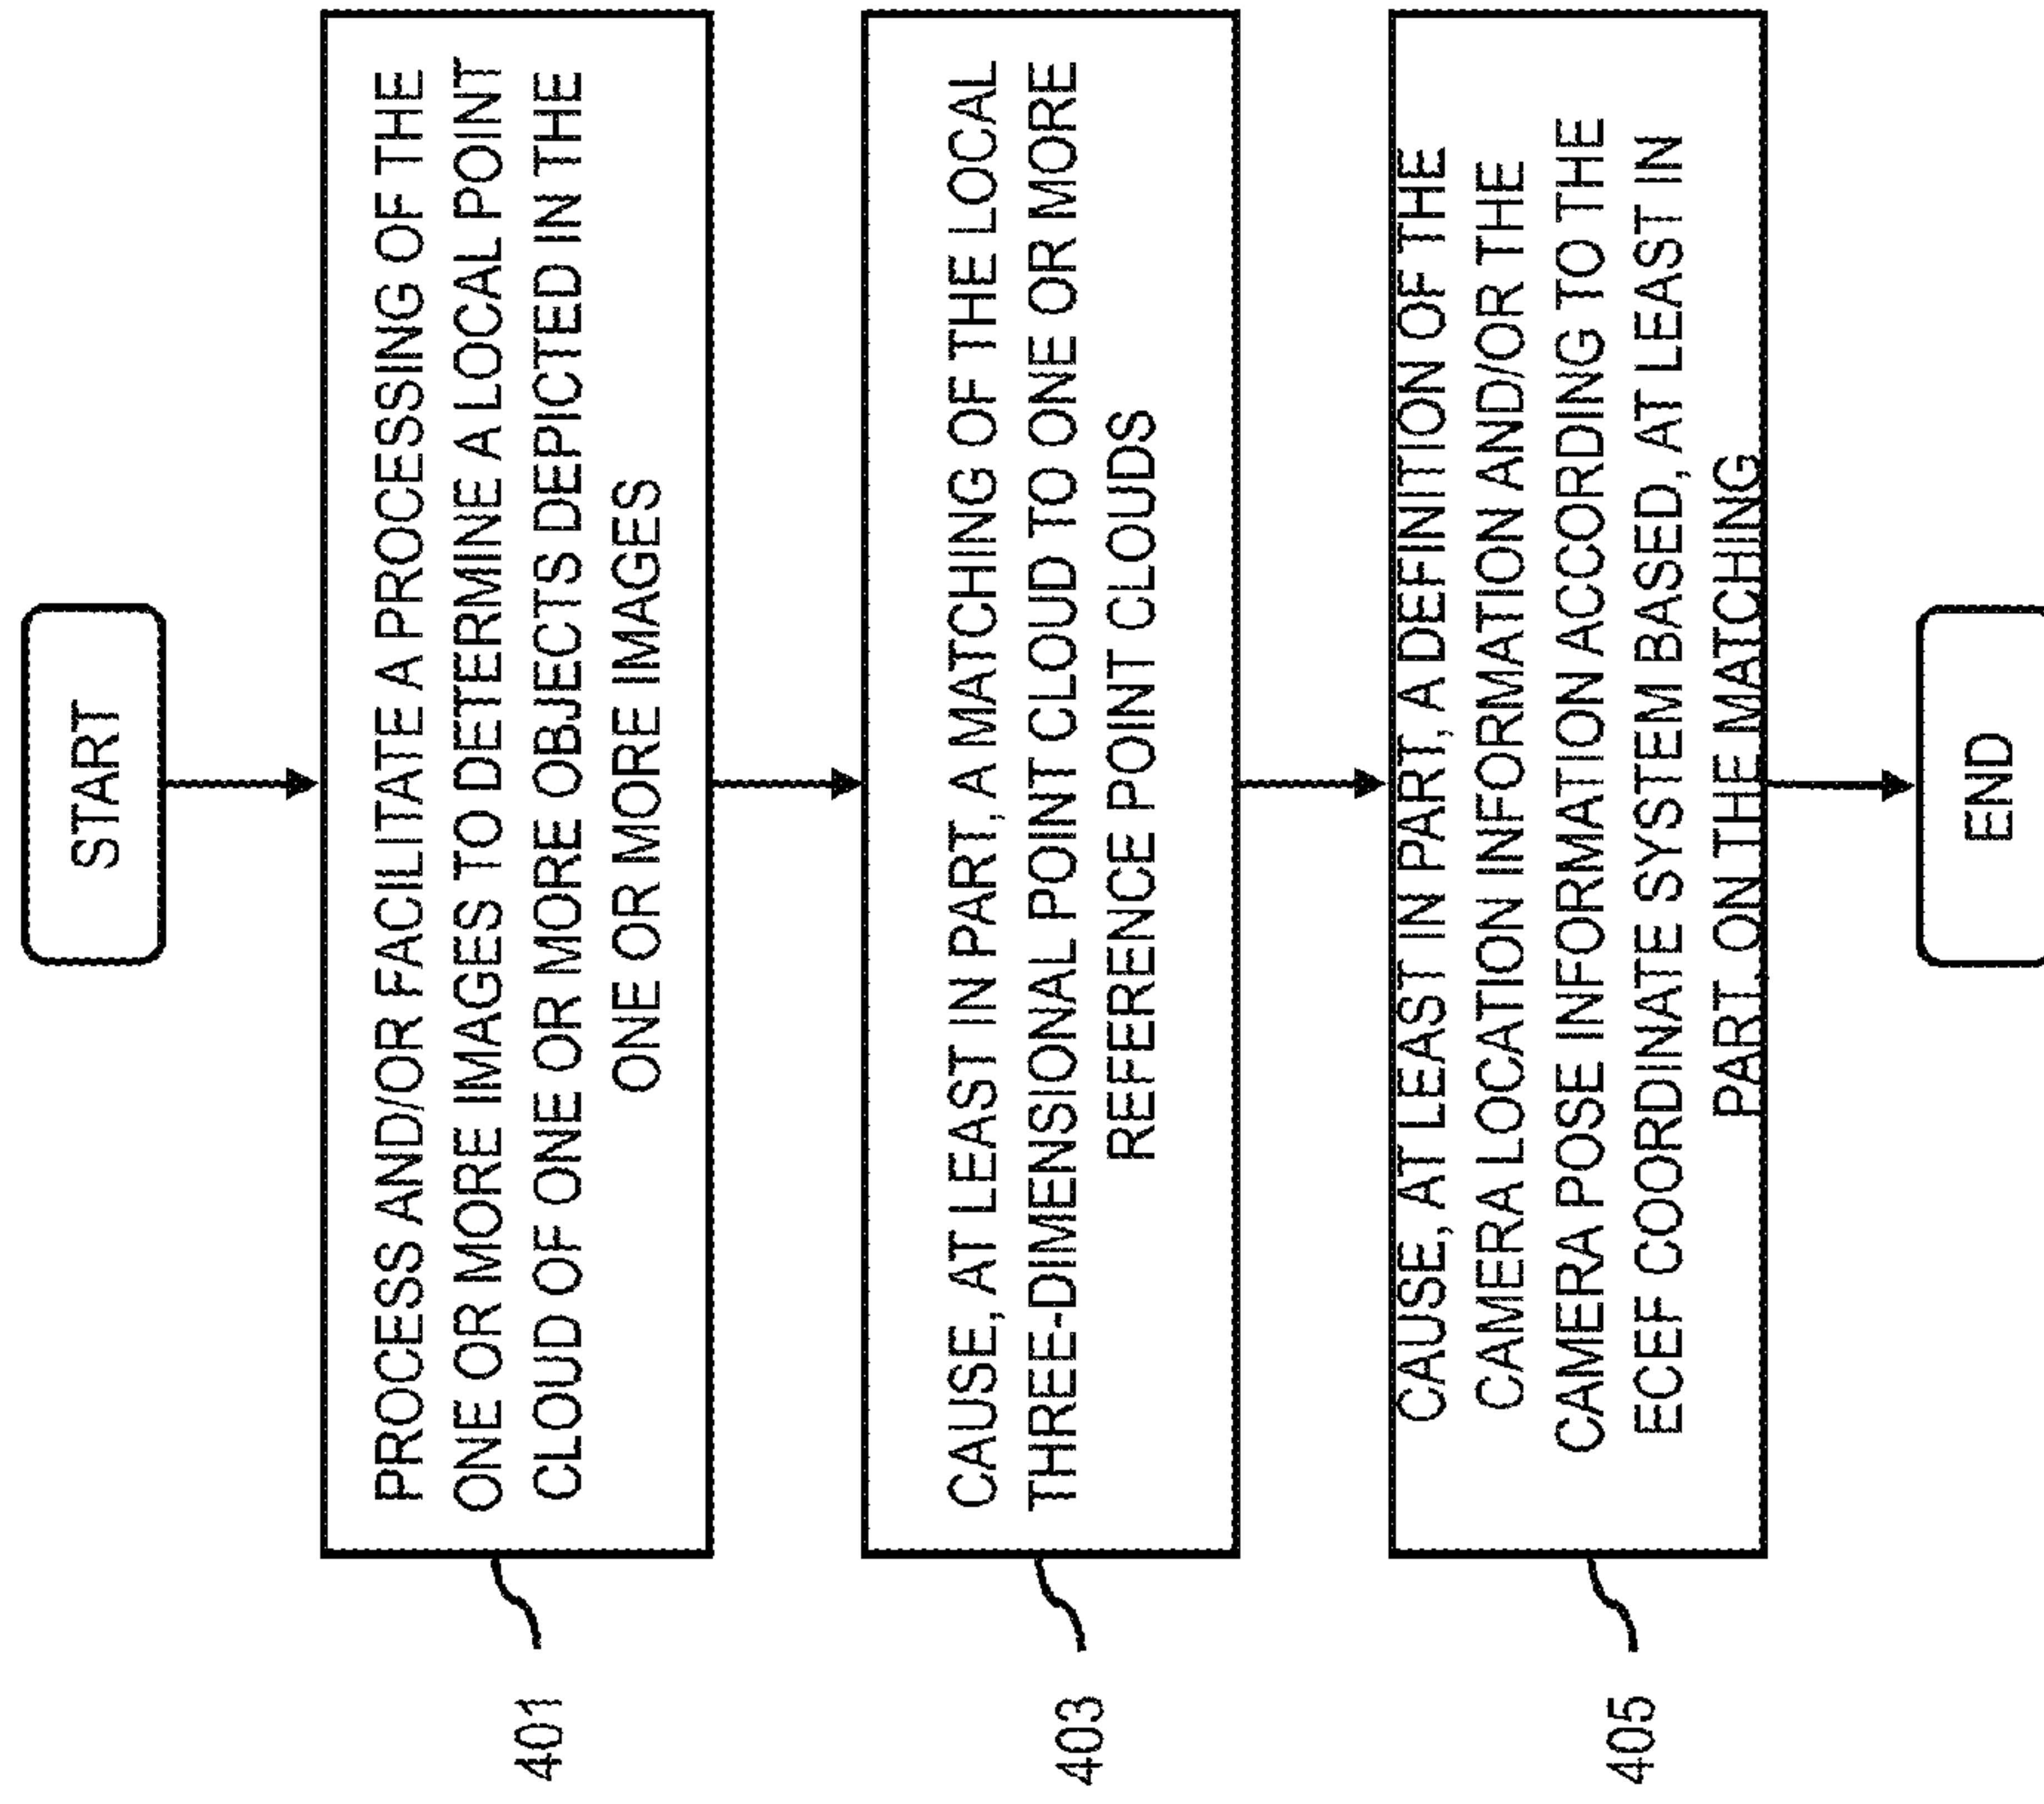 START
401
PROCESS AND/OR FACILITATE A PROCESSING OF THE
ONE OR MORE IMAGES TO DETERMINE A LOCAL POINT
CLOUD OF ONE OR MORE OBJECTS DEPICTED IN THE
ONE OR MORE IMAGES
403
CAUSE, AT LEAST IN PART, A MATCHING OF THE LOCAL
THREE-DIMENSIONAL POINT CLOUD TO ONE OR MORE
REFERENCE POINT CLOUDS
405
CAUSE, AT LEAST IN PART, A DEFINITION OF THE
CAMERA LOCATION INFORMATION AND/OR THE
CAMERA POSE INFORMATION ACCORDING TO THE
ECEF COORDINATE SYSTEM BASED, AT LEAST IN
PART, ON THE MATCHING
END